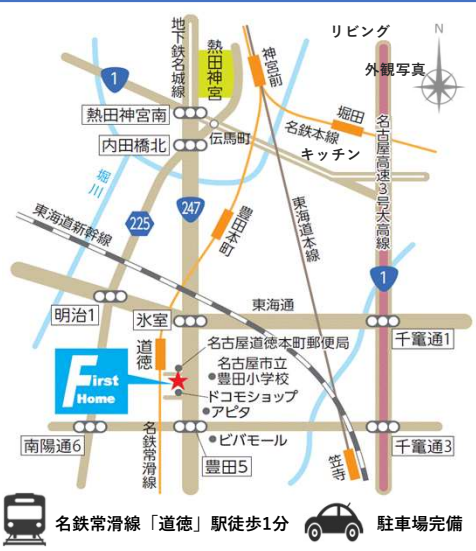 リビング
外観写真
キッチン
N
地下鉄名城線
熱田神宮
神宮前
1
熱田神宮南
内田橋北
伝馬町
堀田
名鉄本線
名古屋高速3号大高線
堀川
225
247
豊田本町
東海道本線
東海道新幹線
1
明治1
氷室
東海通
千竈通1
道徳
名古屋道徳本町郵便局
名古屋市立
豊田小学校
First
Home
ドコモショップ
アピタ
名鉄常滑線
ビバモール
南陽通6
豊田5
千竈通3
笠寺
名鉄常滑線「道徳」駅徒歩1分
駐車場完備